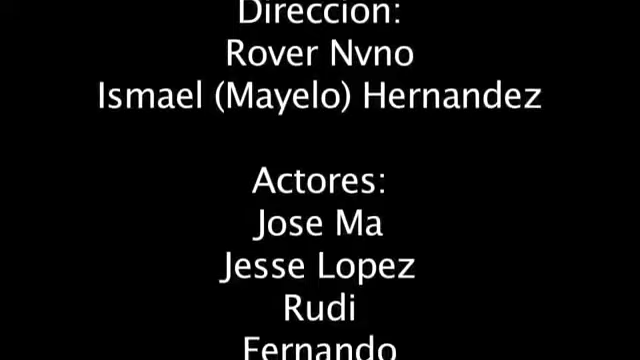 Direccion:
Rover Nvno
Ismael (Mayelo) Hernandez
Actores:
Jose Ma
Jesse Lopez
Rudi
Fernando